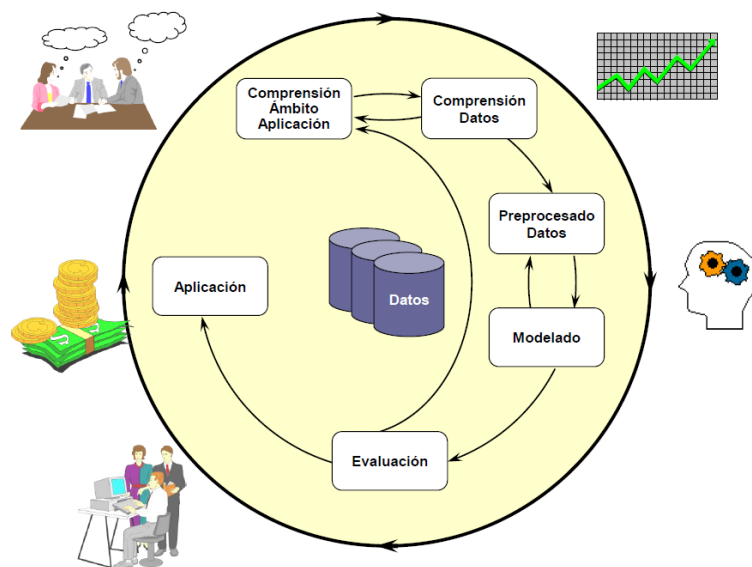 Comprensión
Ámbito
Aplicación
Comprensión
Datos
Preprocesado
Datos
Aplicación
Datos
Modelado
Evaluación